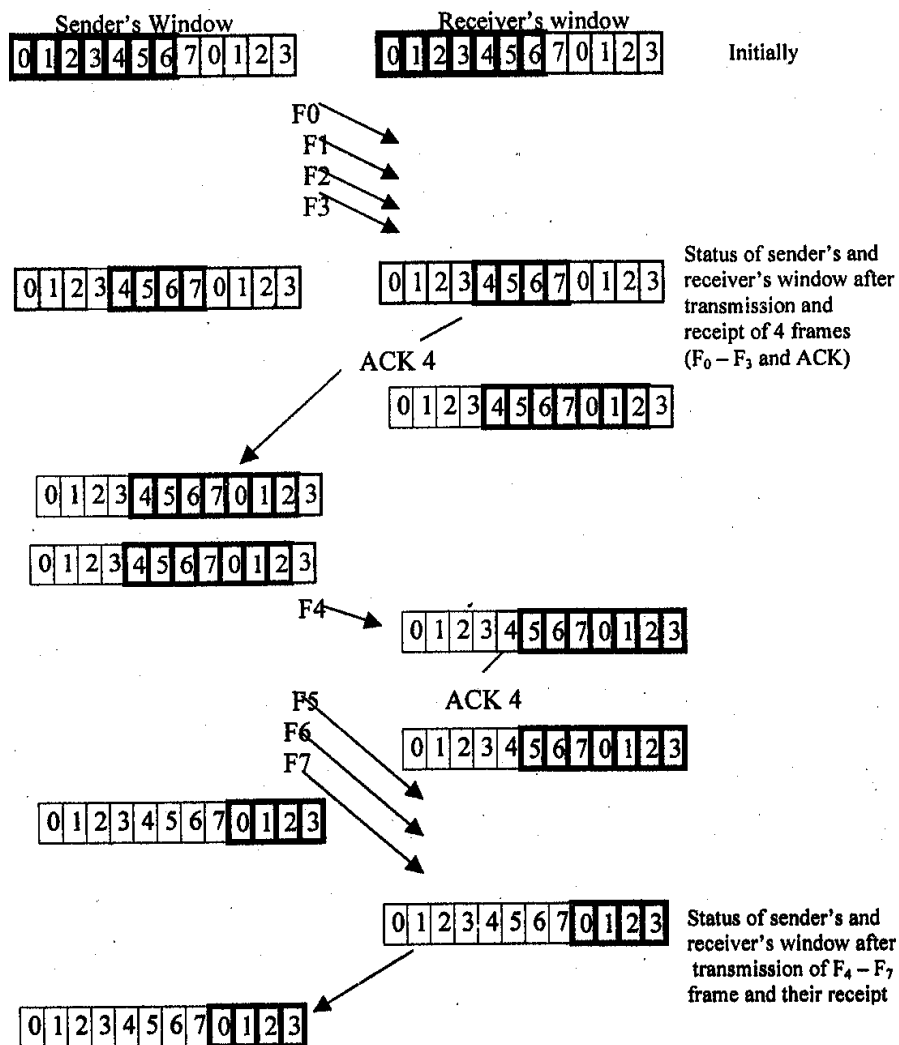 Sender's Window Receiver's window
0 1 2 3 4 5 6 7 0 1 2 3 0 1 2 3 4 5 6 7 0 1 2 3 Initially
F0
F1
F2
F3
0 1 2 3 4 5 6 7 0 1 2 3 0 1 2 3 4 5 6 7 0 1 2 3
Status of sender's and
receiver's window after
transmission and
receipt of 4 frames
(F0 – F3 and ACK)
ACK 4
0 1 2 3 4 5 6 7 0 1 2 3
0 1 2 3 4 5 6 7 0 1 2 3
0 1 2 3 4 5 6 7 0 1 2 3
F4
0 1 2 3 4 5 6 7 0 1 2 3
ACK 4
F5
F6
F7
0 1 2 3 4 5 6 7 0 1 2 3
0 1 2 3 4 5 6 7 0 1 2 3
0 1 2 3 4 5 6 7 0 1 2 3
Status of sender's and
receiver's window after
transmission of F4 – F7
frame and their receipt
0 1 2 3 4 5 6 7 0 1 2 3